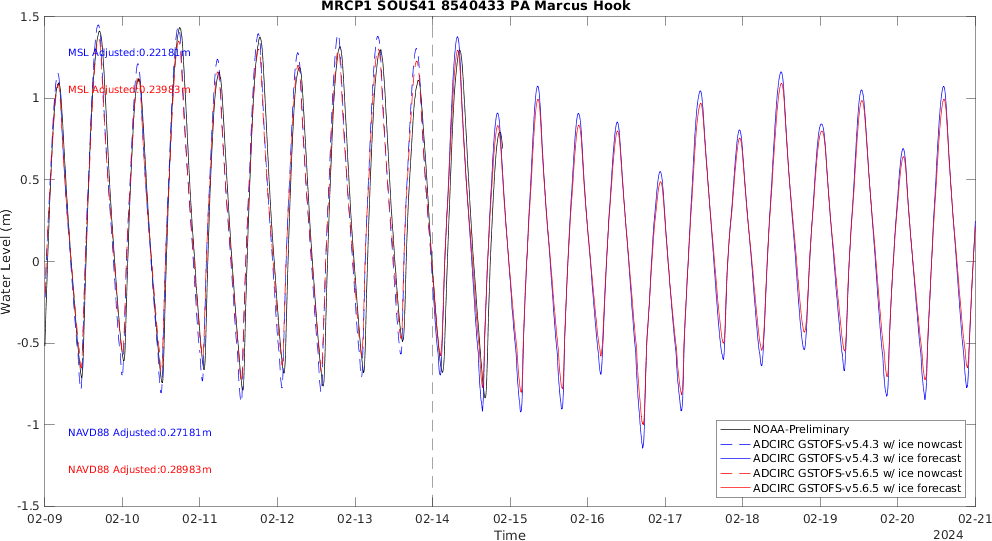 MRCP1 SOUS41 8540433 PA Marcus Hook
1.5
1
0.5
0
-0.5
-1
-1.5
Water Level (m)
MSL Adjusted:0.22181m
MSL Adjusted:0.23983m
NAVD88 Adjusted:0.27181m
NAVD88 Adjusted:0.28983m
NOAA-Preliminary
ADCIRC GSTOFS-v5.4.3 w/ ice nowcast
ADCIRC GSTOFS-v5.4.3 w/ ice forecast
ADCIRC GSTOFS-v5.6.5 w/ ice nowcast
ADCIRC GSTOFS-v5.6.5 w/ ice forecast
02-09 02-10 02-11 02-12 02-13 02-14 02-15 02-16 02-17 02-18 02-19 02-20 02-21
Time
2024